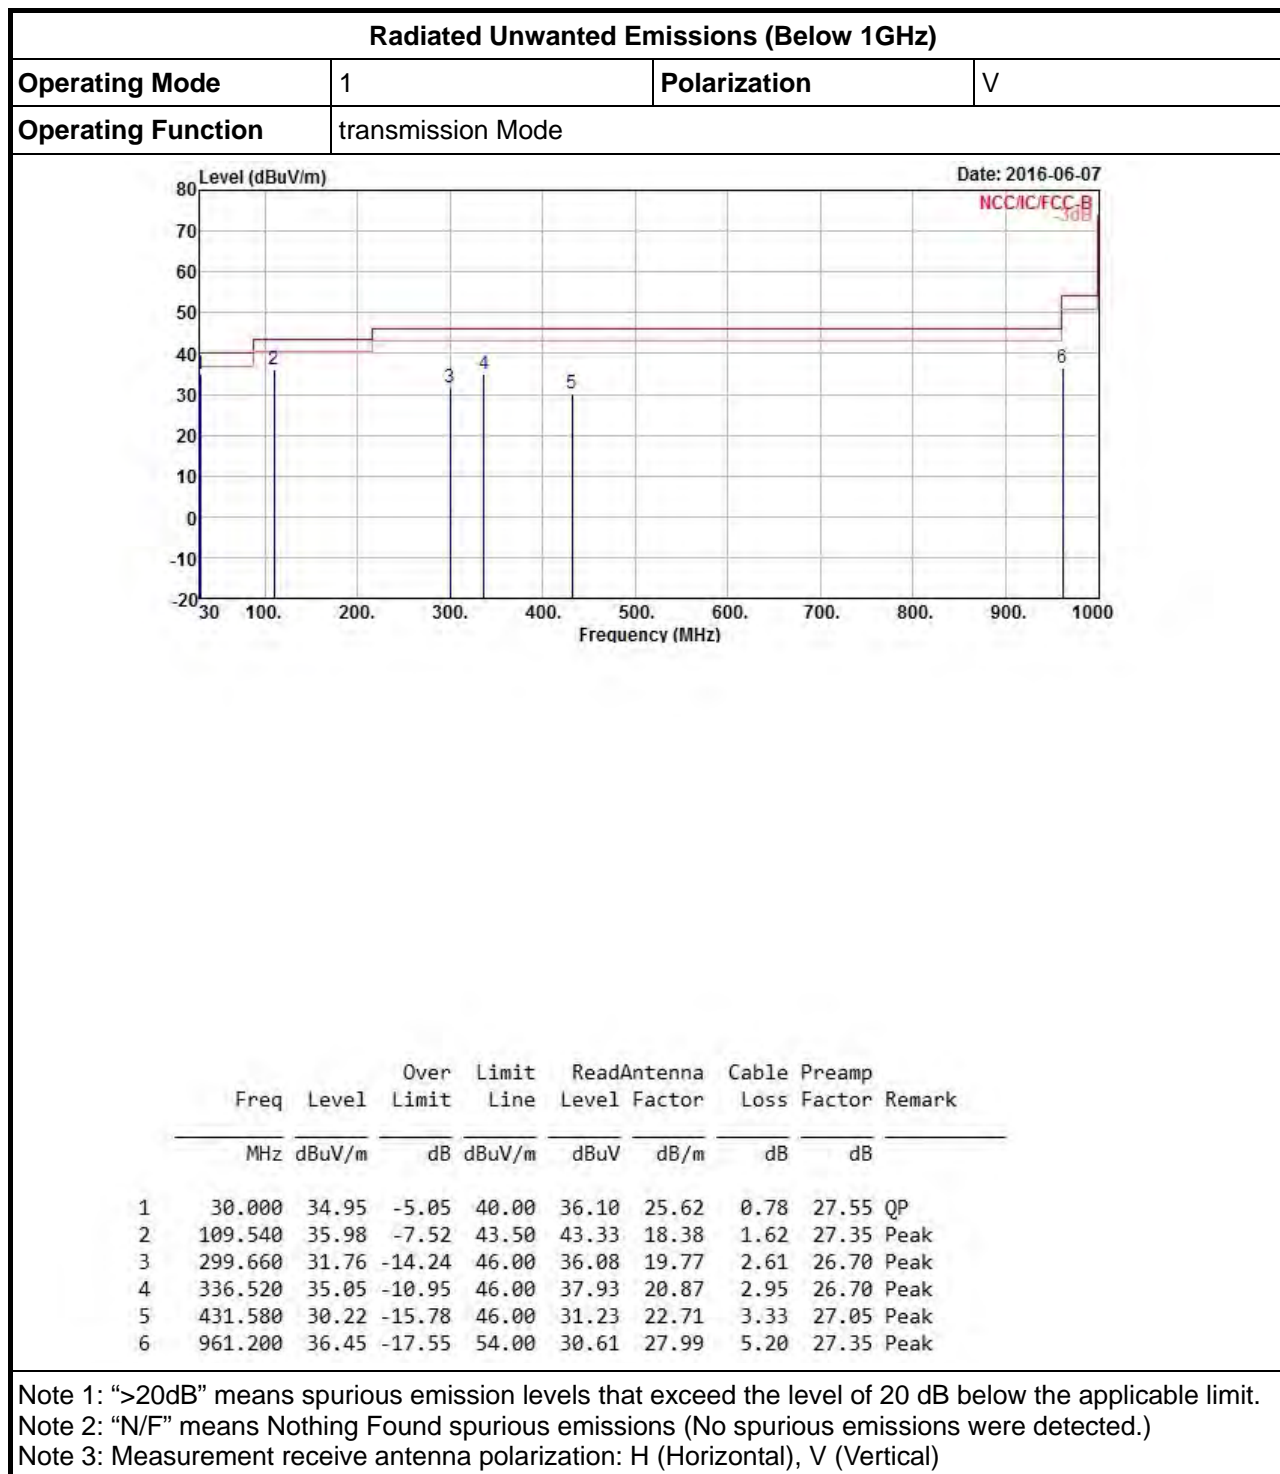 Radiated Unwanted Emissions (Below 1GHz)
Operating Mode 1 Polarization V
Operating Function transmission Mode
Level (dBuV/m) Date: 2016-06-07
80
NCC/IC/FCC-B
-3dB
70
60
50
40
2 3 4 5 6
30
20
10
0
-10
-20
30 100. 200. 300. 400. 500. 600. 700. 800. 900. 1000
Frequency (MHz)
Over Limit ReadAntenna Cable Preamp
Freq Level Limit Line Level Factor Loss Factor Remark
MHz dBuV/m dB dBuV/m dBuV dB/m dB dB
1 30.000 34.95 -5.05 40.00 36.10 25.62 0.78 27.55 QP
2 109.540 35.98 -7.52 43.50 43.33 18.38 1.62 27.35 Peak
3 299.660 31.76 -14.24 46.00 36.08 19.77 2.61 26.70 Peak
4 336.520 35.05 -10.95 46.00 37.93 20.87 2.95 26.70 Peak
5 431.580 30.22 -15.78 46.00 31.23 22.71 3.33 27.05 Peak
6 961.200 36.45 -17.55 54.00 30.61 27.99 5.20 27.35 Peak
Note 1: “>20dB” means spurious emission levels that exceed the level of 20 dB below the applicable limit.
Note 2: “N/F” means Nothing Found spurious emissions (No spurious emissions were detected.)
Note 3: Measurement receive antenna polarization: H (Horizontal), V (Vertical)